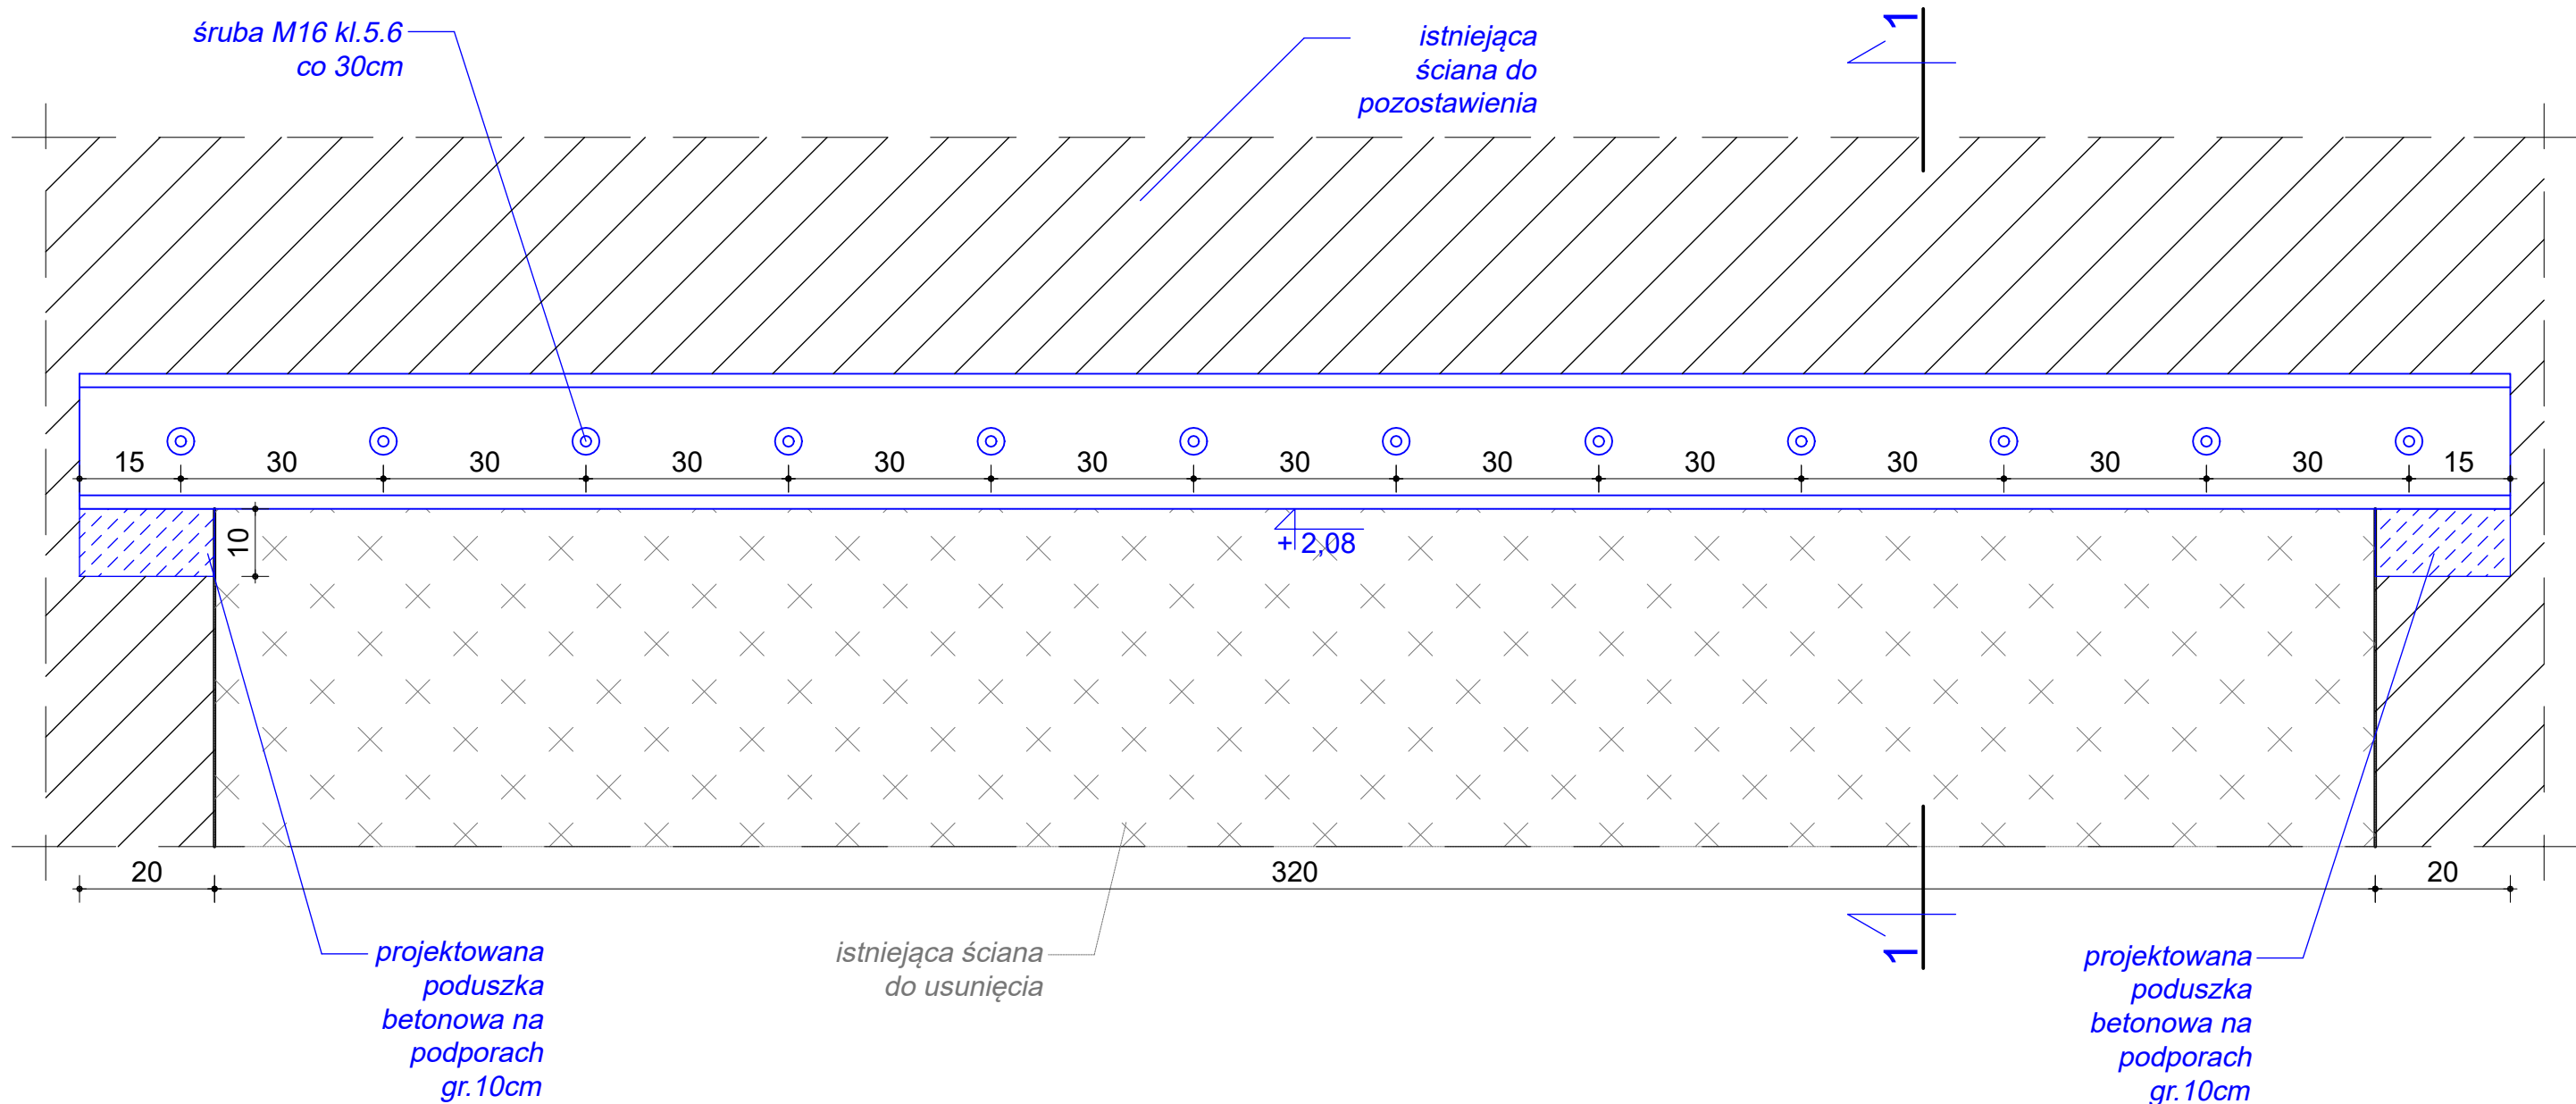 śruba M16 kl.5.6
co 30cm
istniejąca
ściana do
pozostawienia
1
15 30 30 30 30 30 30 30 30 30 30 30 15
10
+ 2,08
20 320 20
1
projektowana
poduszka
betonowa na
podporach
gr.10cm
istniejąca ściana
do usunięcia
projektowana
poduszka
betonowa na
podporach
gr.10cm